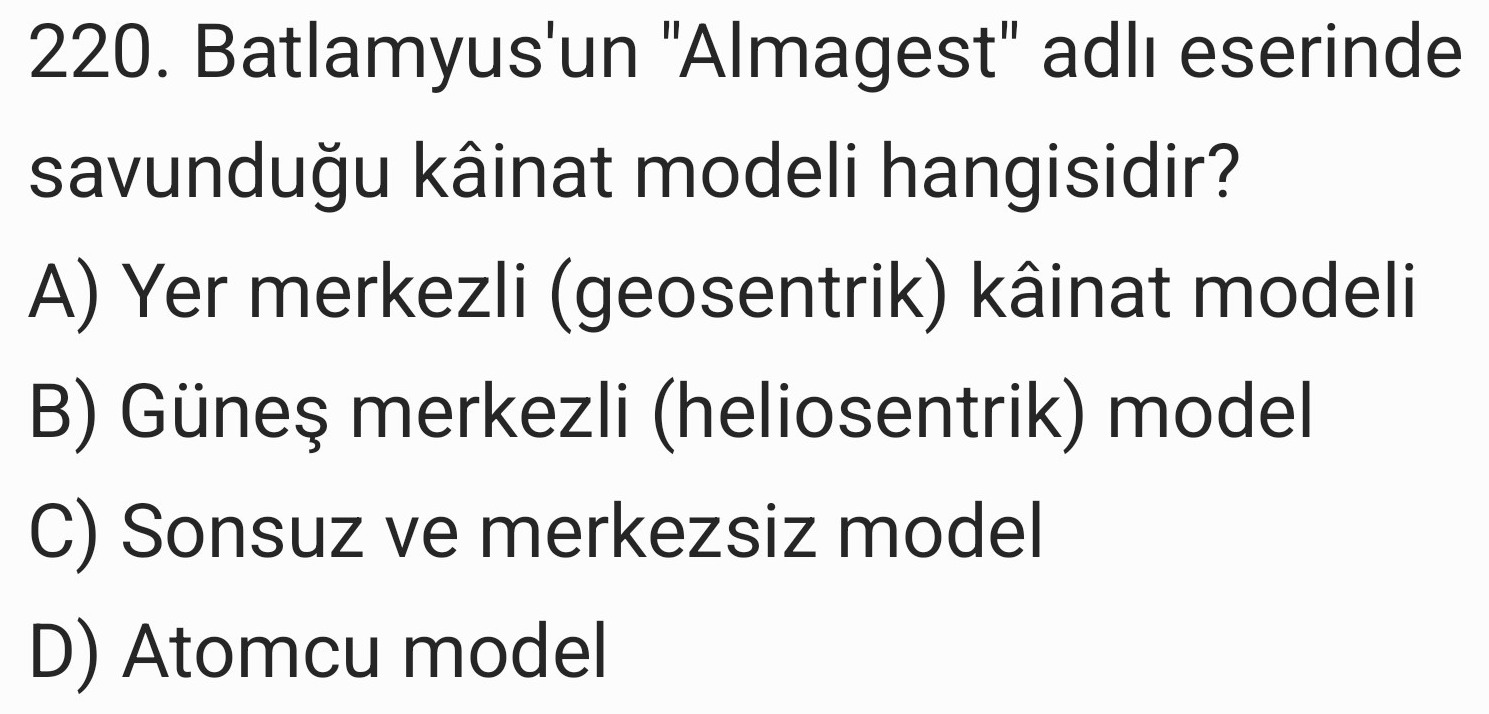 220. Batlamyus'un "Almagest" adlı eserinde
savunduğu kâinat modeli hangisidir?
A) Yer merkezli (geosentrik) kâinat modeli
B) Güneş merkezli (heliosentrik) model
C) Sonsuz ve merkezsiz model
D) Atomcu model